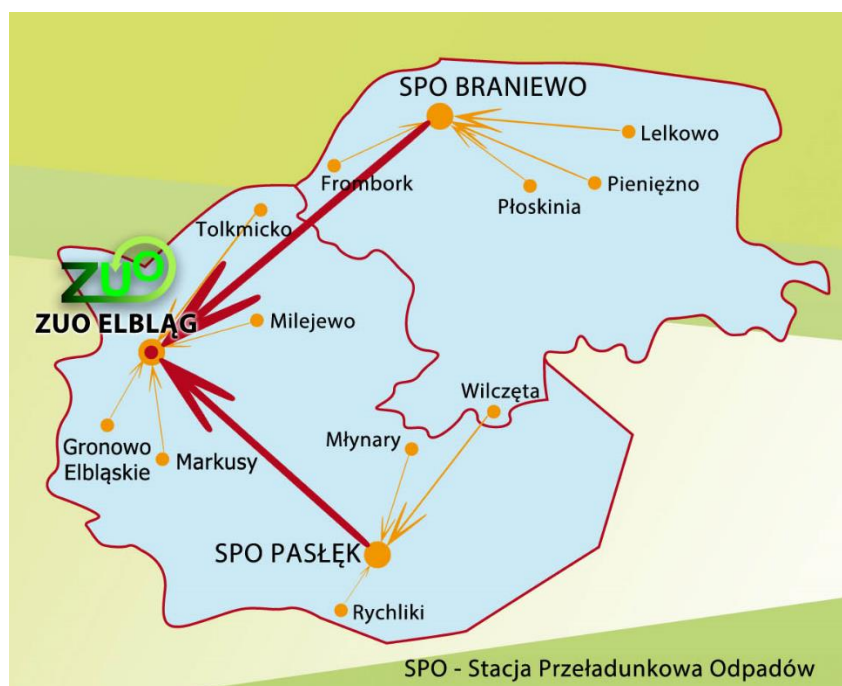 SPO BRANIEWO
Lelkowo
Frombork
Pieniężno
Płoskinia
Tolkmicko
ZUO
ZUO ELBLĄG
Milejewo
Wilczęta
Młynary
Gronowo
Elbląskie
Markusy
SPO PASŁĘK
Rychliki
SPO - Stacja Przeładunkowa Odpadów